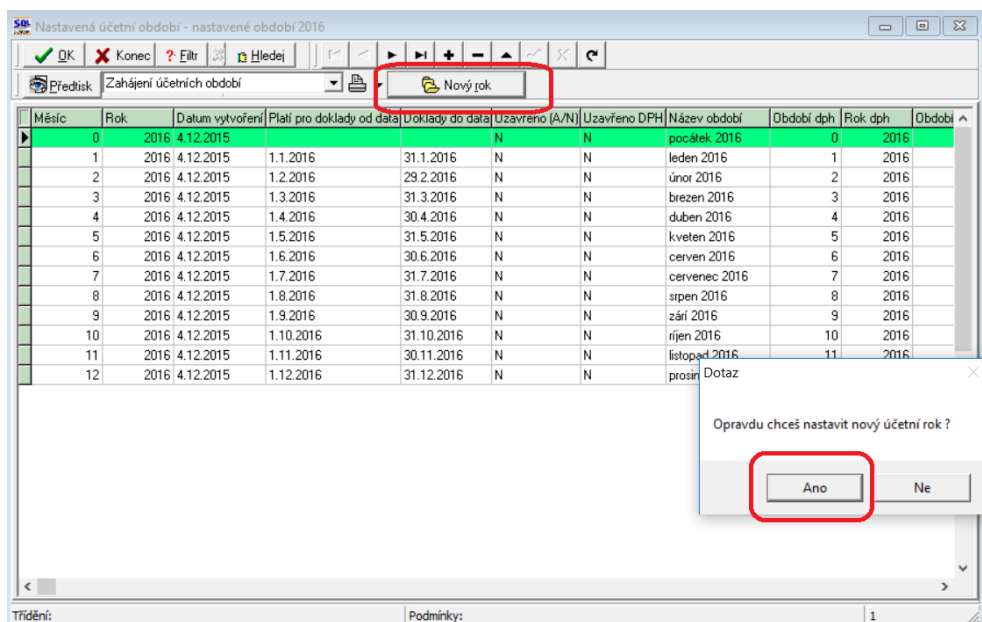 SQL Nastavená účetní období - nastavené období 2016
OK Konec ? Filtr Hledej
Předtisk Zahájení účetních období Nový rok
Měsíc Rok Datum vytvoření Platí pro doklady od data Doklady do data Uzavřeno (A/N) Uzavřeno DPH Název období Období dph Rok dph Období
0 2016 4.12.2015 N N pocátek 2016 0 2016
1 2016 4.12.2015 1.1.2016 31.1.2016 N N leden 2016 1 2016
2 2016 4.12.2015 1.2.2016 29.2.2016 N N únor 2016 2 2016
3 2016 4.12.2015 1.3.2016 31.3.2016 N N brezen 2016 3 2016
4 2016 4.12.2015 1.4.2016 30.4.2016 N N duben 2016 4 2016
5 2016 4.12.2015 1.5.2016 31.5.2016 N N kveten 2016 5 2016
6 2016 4.12.2015 1.6.2016 30.6.2016 N N cerven 2016 6 2016
7 2016 4.12.2015 1.7.2016 31.7.2016 N N cervenec 2016 7 2016
8 2016 4.12.2015 1.8.2016 31.8.2016 N N srpen 2016 8 2016
9 2016 4.12.2015 1.9.2016 30.9.2016 N N zárí 2016 9 2016
10 2016 4.12.2015 1.10.2016 31.10.2016 N N ríjen 2016 10 2016
11 2016 4.12.2015 1.11.2016 30.11.2016 N N listopad 2016 11 2016
12 2016 4.12.2015 1.12.2016 31.12.2016 N N prosin
Dotaz
Opravdu chceš nastavit nový účetní rok ?
Ano Ne
Třídění: Podmínky: 1